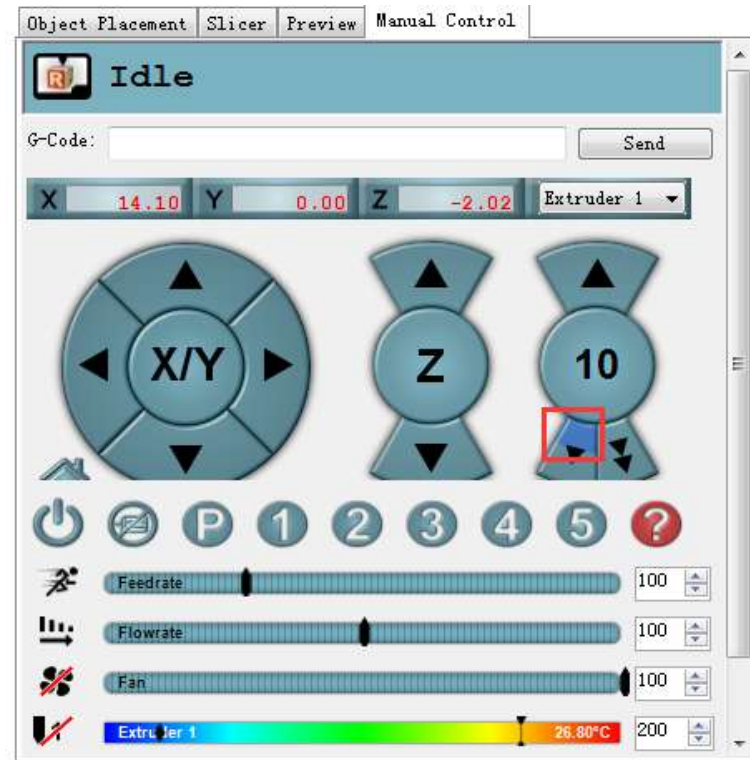 Object Placement Slicer Preview Manual Control
R
Idle
G-Code: Send
X 14.10 Y 0.00 Z -2.02 Extruder 1
X/Y Z 10
P 1 2 3 4 5 ?
Feedrate 100
Flowrate 100
Fan 100
1 Extruder 1 26.80°C 200